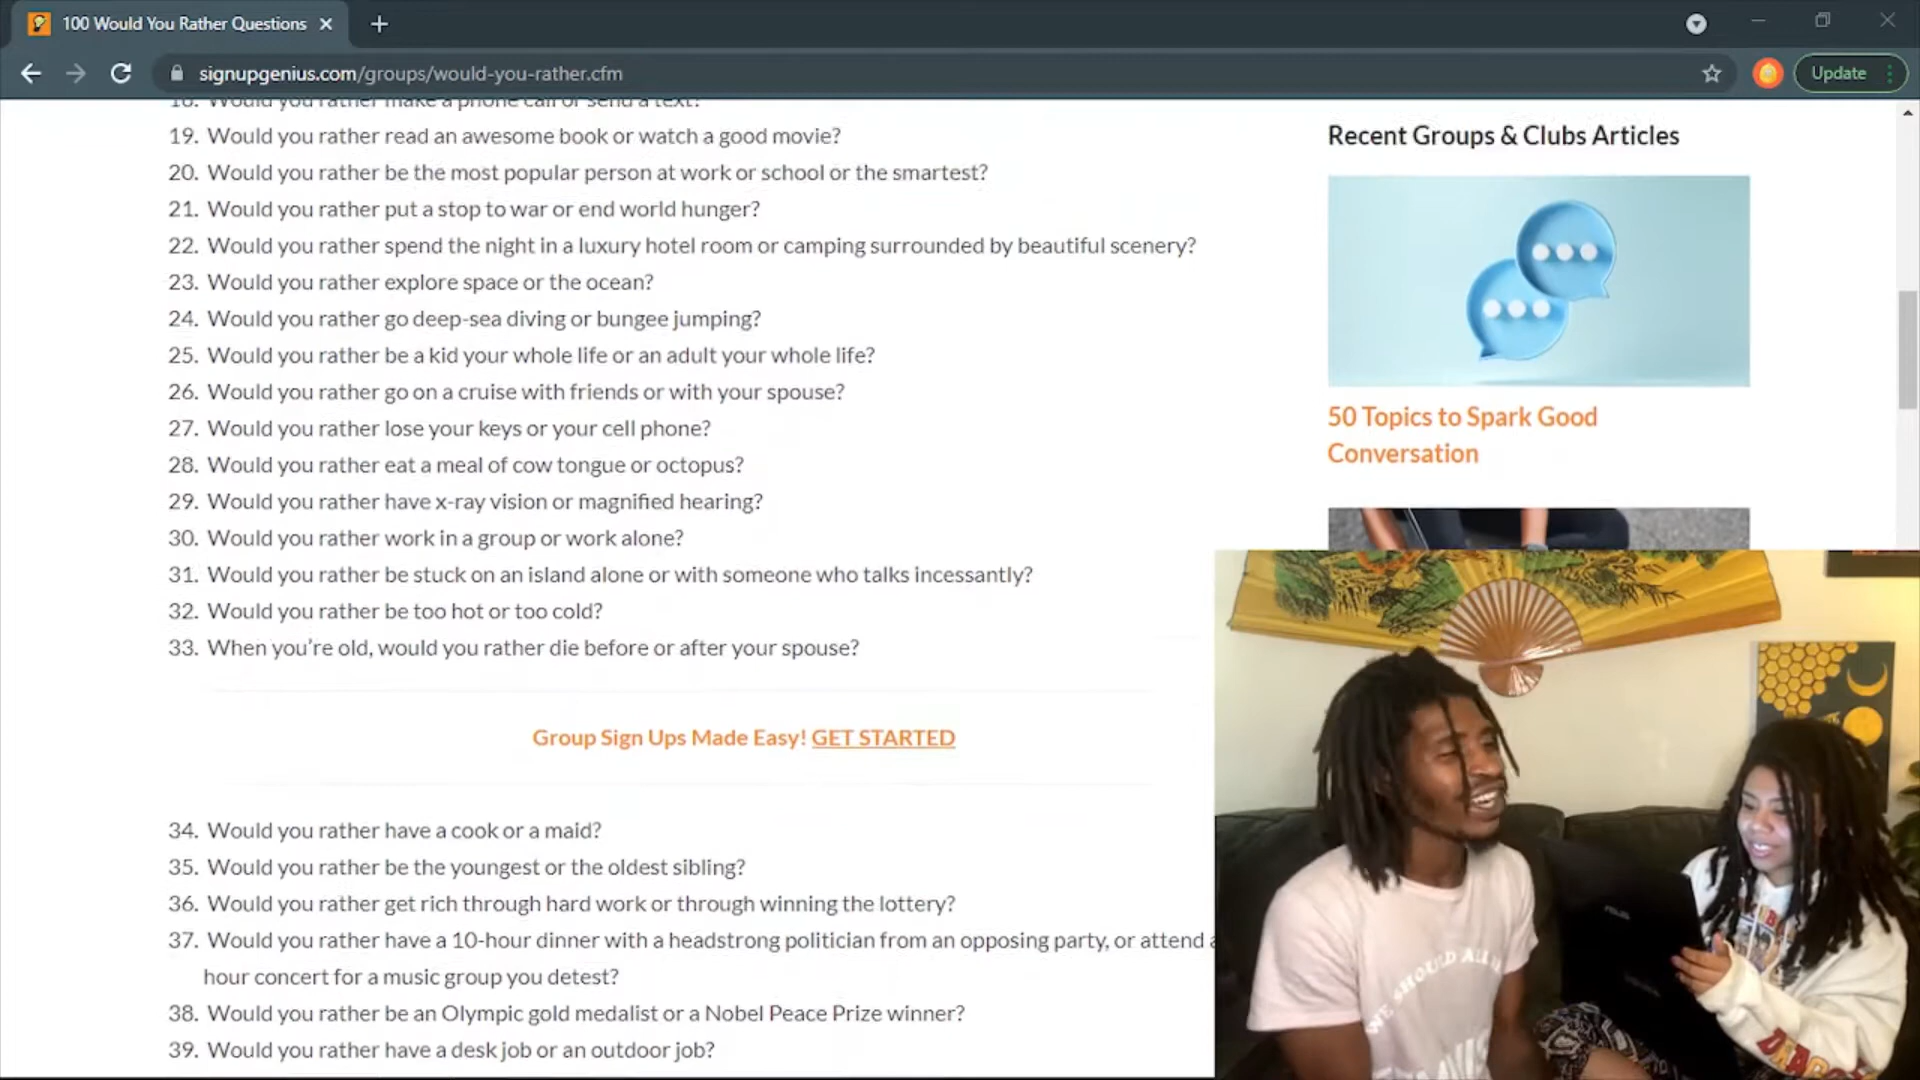 100 Would You Rather Questions
signupgenius.com/groups/would-you-rather.cfm
Update
18. Would you rather make a phone call or send a text?
19. Would you rather read an awesome book or watch a good movie?
20. Would you rather be the most popular person at work or school or the smartest?
21. Would you rather put a stop to war or end world hunger?
22. Would you rather spend the night in a luxury hotel room or camping surrounded by beautiful scenery?
23. Would you rather explore space or the ocean?
24. Would you rather go deep-sea diving or bungee jumping?
25. Would you rather be a kid your whole life or an adult your whole life?
26. Would you rather go on a cruise with friends or with your spouse?
27. Would you rather lose your keys or your cell phone?
28. Would you rather eat a meal of cow tongue or octopus?
29. Would you rather have x-ray vision or magnified hearing?
30. Would you rather work in a group or work alone?
31. Would you rather be stuck on an island alone or with someone who talks incessantly?
32. Would you rather be too hot or too cold?
33. When you're old, would you rather die before or after your spouse?
Group Sign Ups Made Easy! GET STARTED
34. Would you rather have a cook or a maid?
35. Would you rather be the youngest or the oldest sibling?
36. Would you rather get rich through hard work or through winning the lottery?
37. Would you rather have a 10-hour dinner with a headstrong politician from an opposing party, or attend a
hour concert for a music group you detest?
38. Would you rather be an Olympic gold medalist or a Nobel Peace Prize winner?
39. Would you rather have a desk job or an outdoor job?
Recent Groups & Clubs Articles
50 Topics to Spark Good
Conversation
WE SHOULD ALL